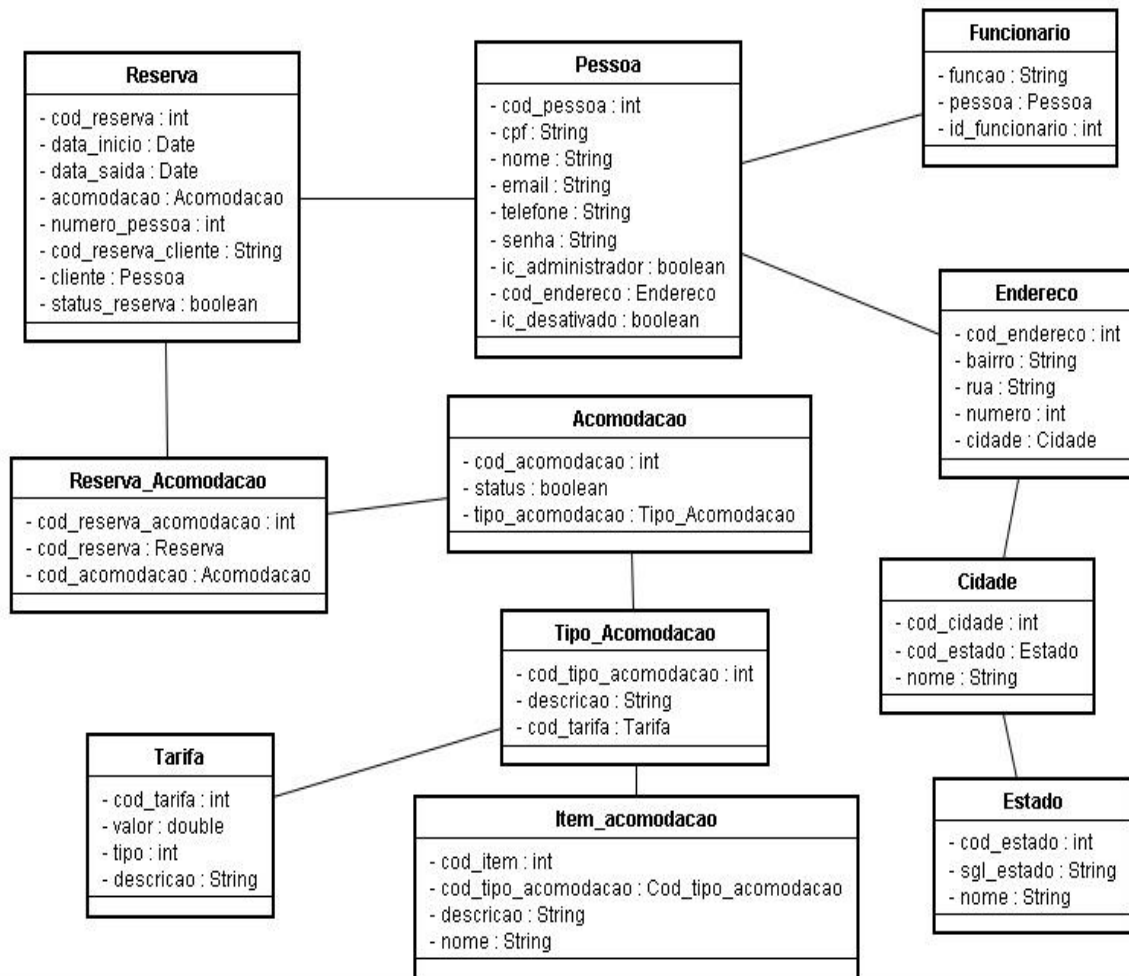 Reserva
- cod_reserva : int
- data_inicio : Date
- data_saida : Date
- acomodacao : Acomodacao
- numero_pessoa : int
- cod_reserva_cliente : String
- cliente : Pessoa
- status_reserva : boolean
Pessoa
- cod_pessoa : int
- cpf : String
- nome : String
- email : String
- telefone : String
- senha : String
- ic_administrador : boolean
- cod_endereco : Endereco
- ic_desativado : boolean
Funcionario
- funcao : String
- pessoa : Pessoa
- id_funcionario : int
Endereco
- cod_endereco : int
- bairro : String
- rua : String
- numero : int
- cidade : Cidade
Reserva_Acomodacao
- cod_reserva_acomodacao : int
- cod_reserva : Reserva
- cod_acomodacao : Acomodacao
Acomodacao
- cod_acomodacao : int
- status : boolean
- tipo_acomodacao : Tipo_Acomodacao
Cidade
- cod_cidade : int
- cod_estado : Estado
- nome : String
Tipo_Acomodacao
- cod_tipo_acomodacao : int
- descricao : String
- cod_tarifa : Tarifa
Tarifa
- cod_tarifa : int
- valor : double
- tipo : int
- descricao : String
Item_acomodacao
- cod_item : int
- cod_tipo_acomodacao : Cod_tipo_acomodacao
- descricao : String
- nome : String
Estado
- cod_estado : int
- sgl_estado : String
- nome : String